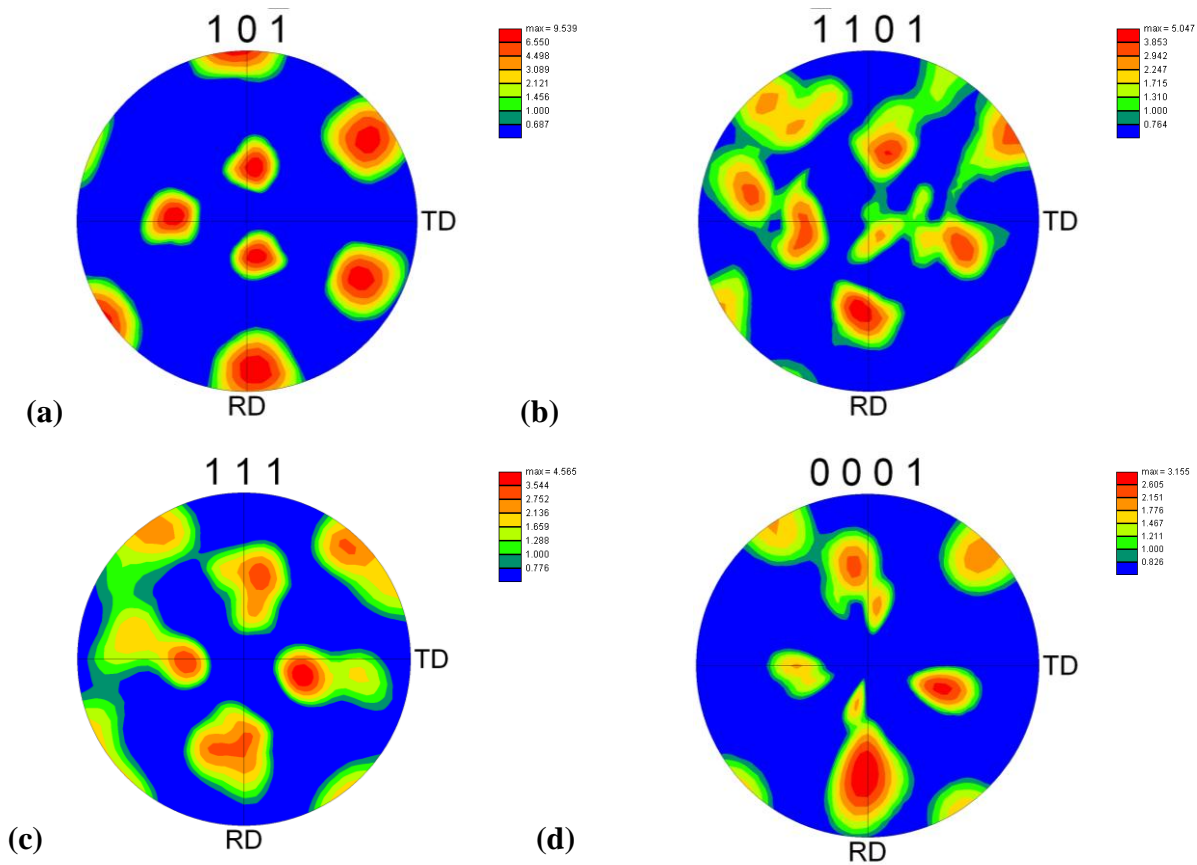 1 0 1̅
max = 9.539
6.550
4.498
3.089
2.121
1.456
1.000
0.687
TD
RD
(a)
1̅ 1 0 1
max = 5.047
3.853
2.942
2.247
1.715
1.310
1.000
0.764
TD
RD
(b)
1 1 1
max = 4.565
3.544
2.752
2.136
1.659
1.288
1.000
0.776
TD
RD
(c)
0 0 0 1
max = 3.155
2.605
2.151
1.776
1.467
1.211
1.000
0.826
TD
RD
(d)